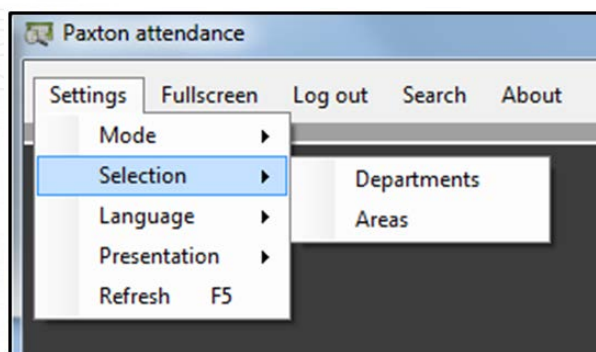 Paxton attendance
Settings Fullscreen Log out Search About
Mode
Selection
Departments
Areas
Language
Presentation
Refresh F5